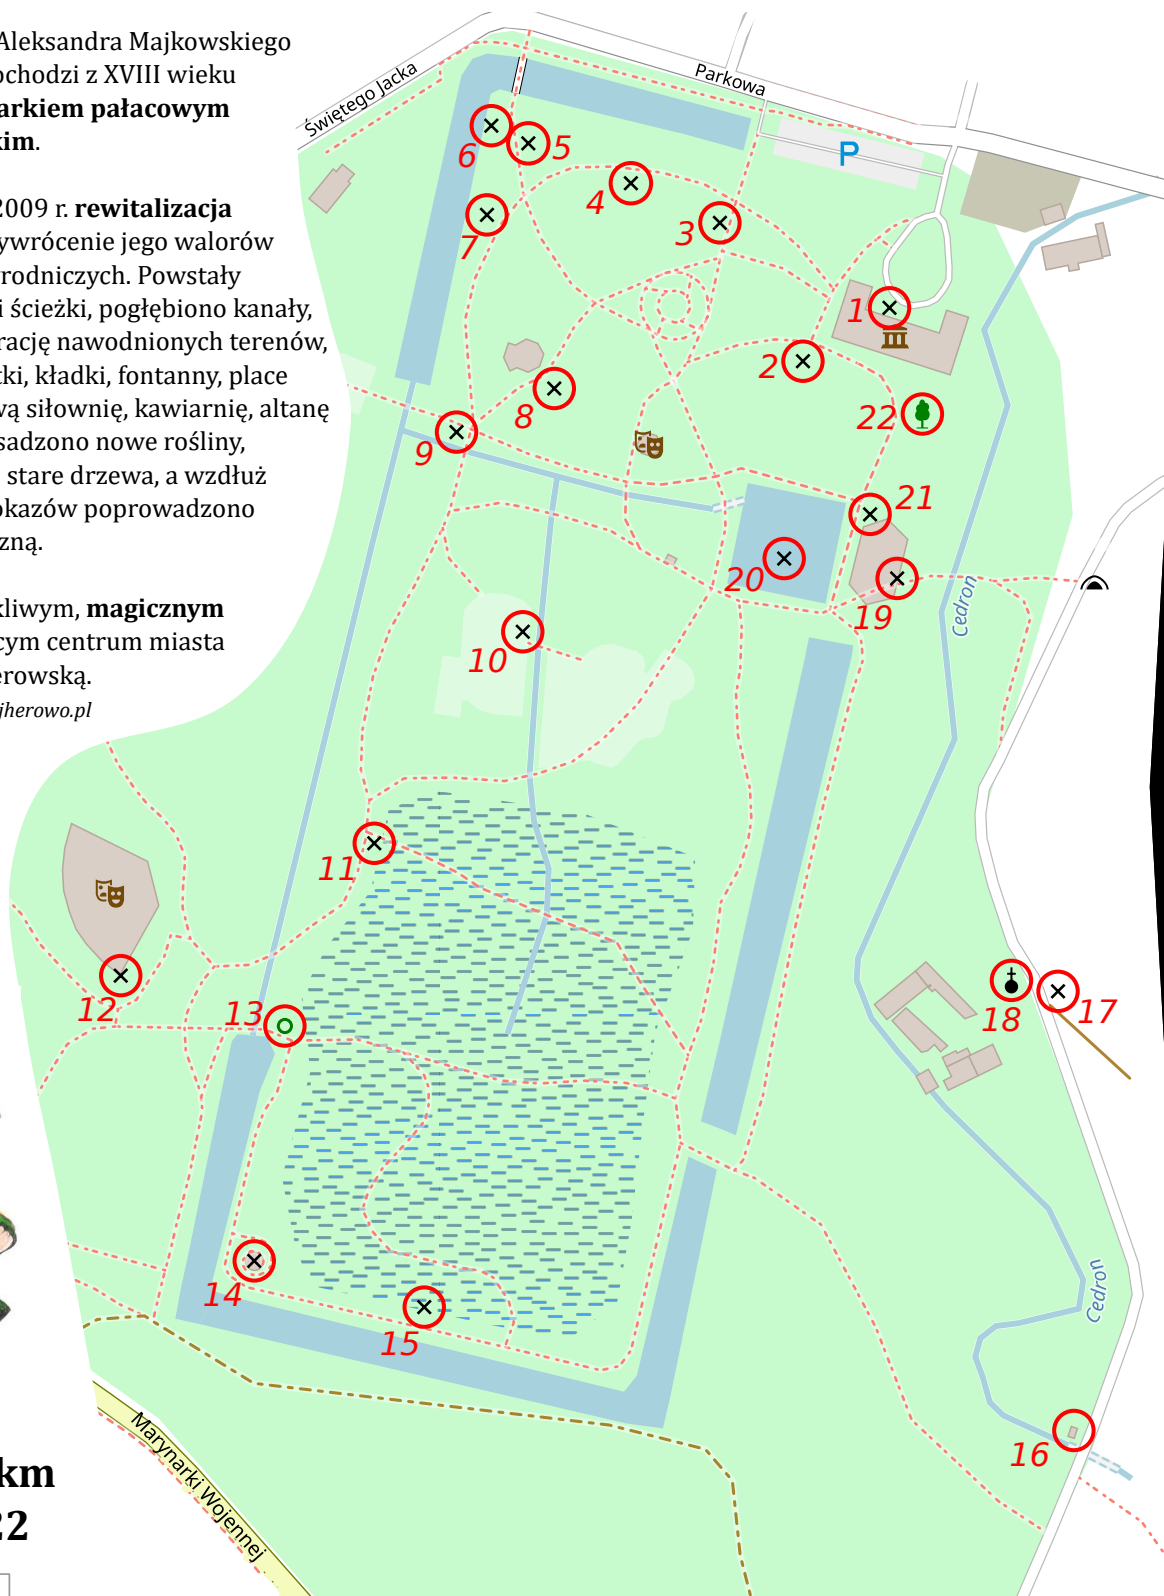 Aleksandra Majkowskiego
ochodzi z XVIII wieku
arkiem pałacowym
kim.
2009 r. rewitalizacja
ywrócenie jego walorów
yrodniczych. Powstały
i ścieżki, pogłębiono kanały,
rację nawodnionych terenów,
tki, kładki, fontanny, place
wą siłownię, kawiarnię, altanę
sadzono nowe rośliny,
stare drzewa, a wzdłuż
okazów poprowadzono
zną.
kliwym, magicznym
cym centrum miasta
erowską.
jherowo.pl
km
22
Świętego Jacka
Parkowa
P
6
5
4
3
7
1
2
8
22
9
21
20
19
Cedron
10
11
12
13
18
17
14
15
Cedron
16
Marynarki Wojennej